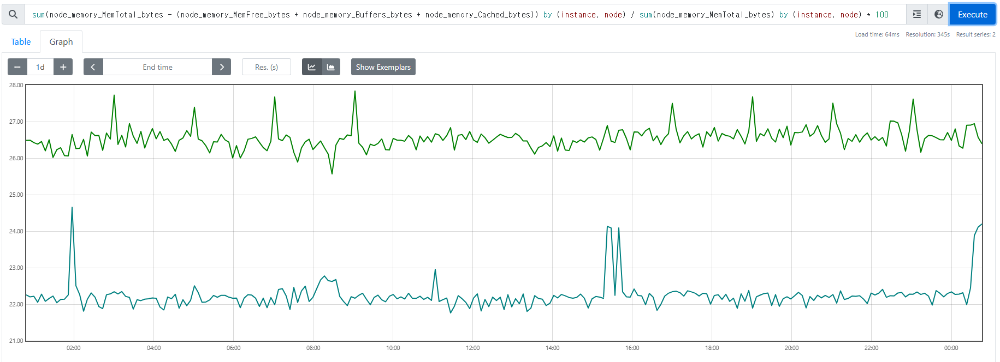 sum(node_memory_MemTotal_bytes - (node_memory_MemFree_bytes + node_memory_Buffers_bytes + node_memory_Cached_bytes)) by (instance, node) / sum(node_memory_MemTotal_bytes) by (instance, node) * 100
Execute
Load time: 64ms Resolution: 345s Result series: 2
Table Graph
1d End time Res. (s) Show Exemplars
28.00
27.00
26.00
25.00
24.00
23.00
22.00
21.00
02:00 04:00 06:00 08:00 10:00 12:00 14:00 16:00 18:00 20:00 22:00 00:00